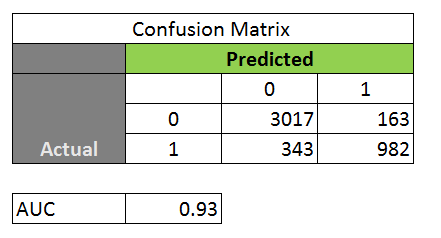 Confusion Matrix
Predicted
0 1
0 3017 163
Actual 1 343 982
AUC 0.93